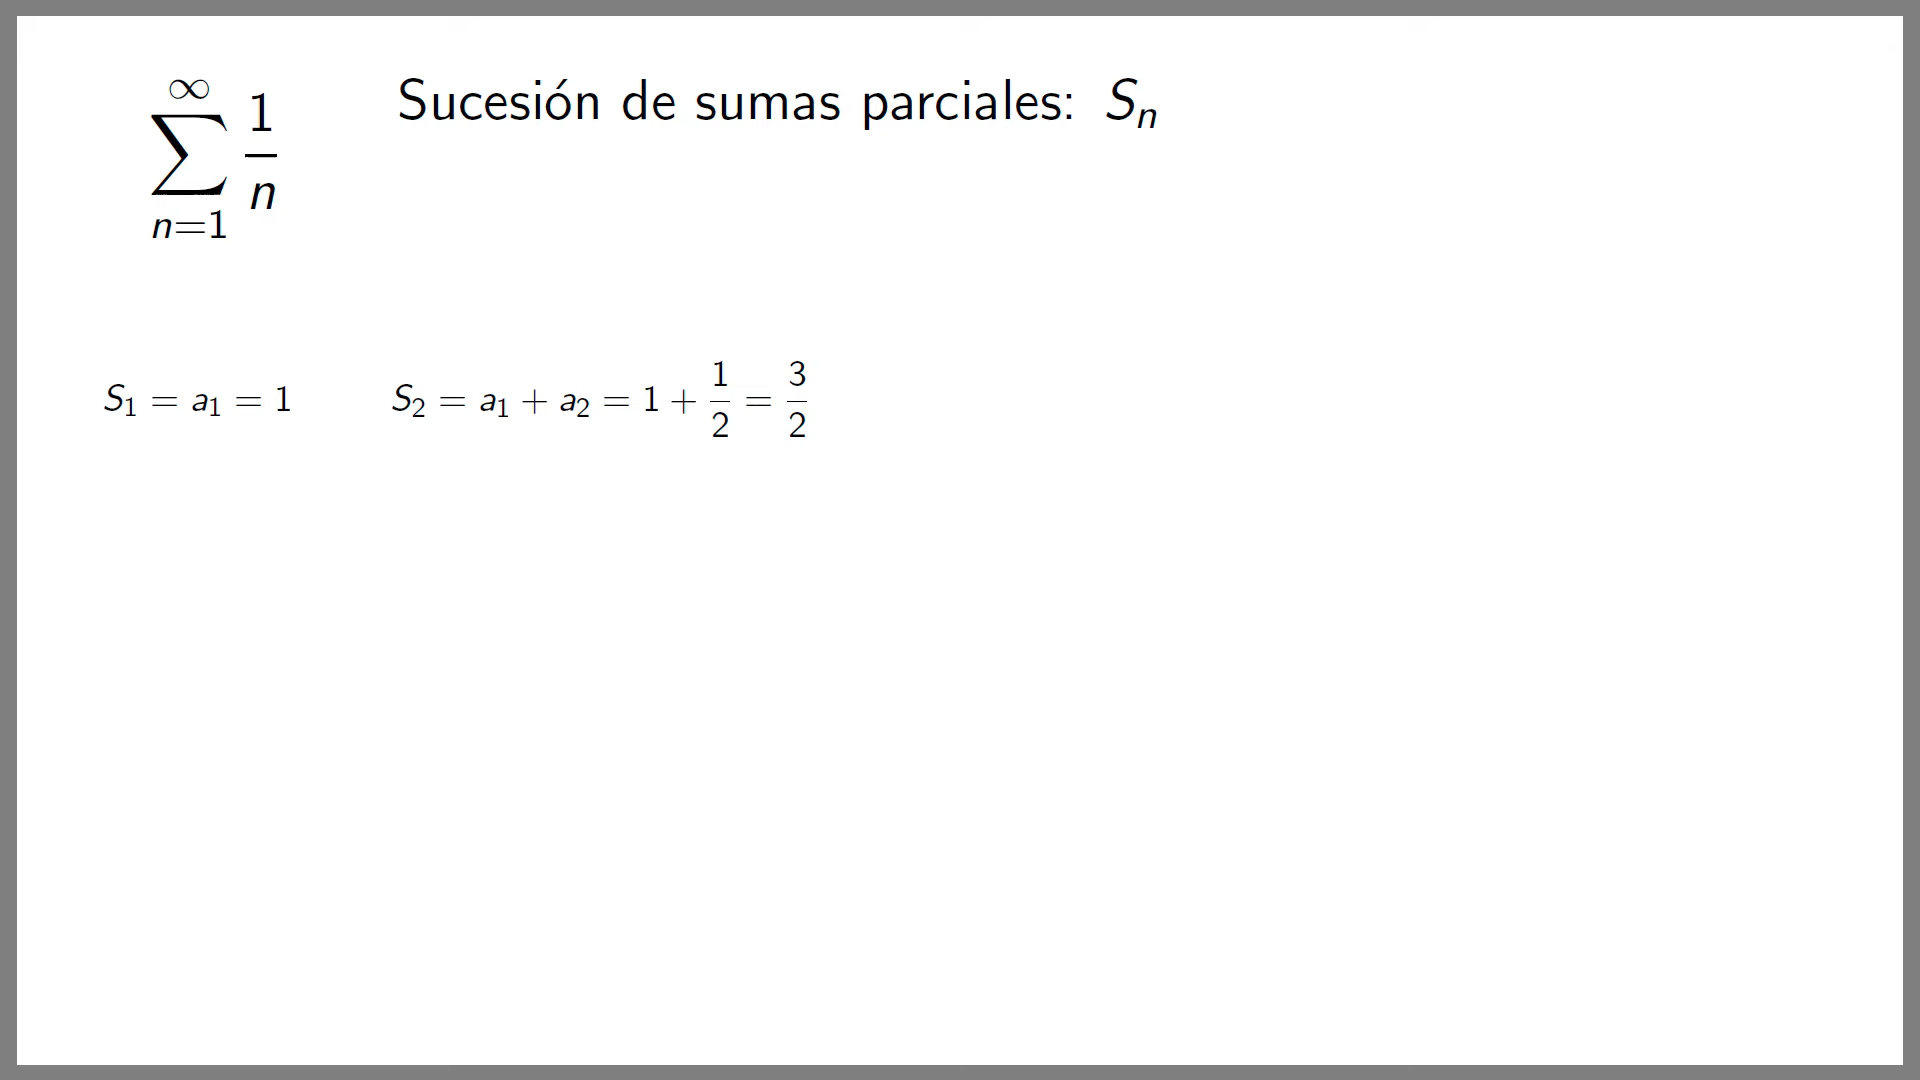 ∑_{n=1}^{∞} 1/n Sucesión de sumas parciales: S_n
S_1 = a_1 = 1 S_2 = a_1 + a_2 = 1 + 1/2 = 3/2